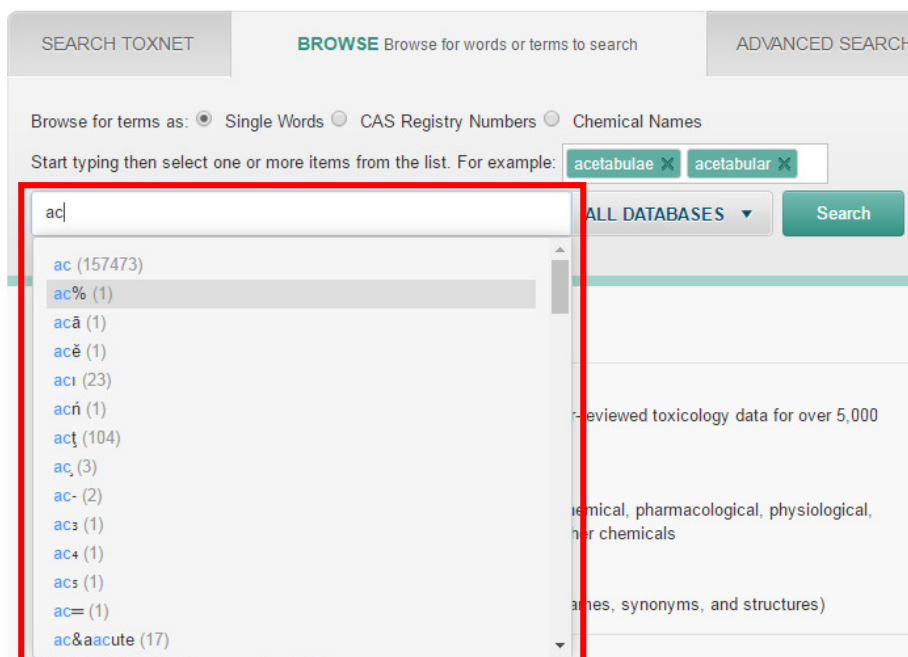 SEARCH TOXNET
BROWSE Browse for words or terms to search
ADVANCED SEARCH
Browse for terms as: Single Words CAS Registry Numbers Chemical Names
Start typing then select one or more items from the list. For example: acetabulae acetabular
ac
ALL DATABASES
Search
ac (157473)
ac% (1)
acā (1)
acě (1)
acı (23)
acń (1)
acţ (104)
ac¸ (3)
ac- (2)
ac₃ (1)
ac₄ (1)
ac₅ (1)
ac= (1)
ac&aacute (17)
r-reviewed toxicology data for over 5,000
emical, pharmacological, physiological,
her chemicals
ames, synonyms, and structures)